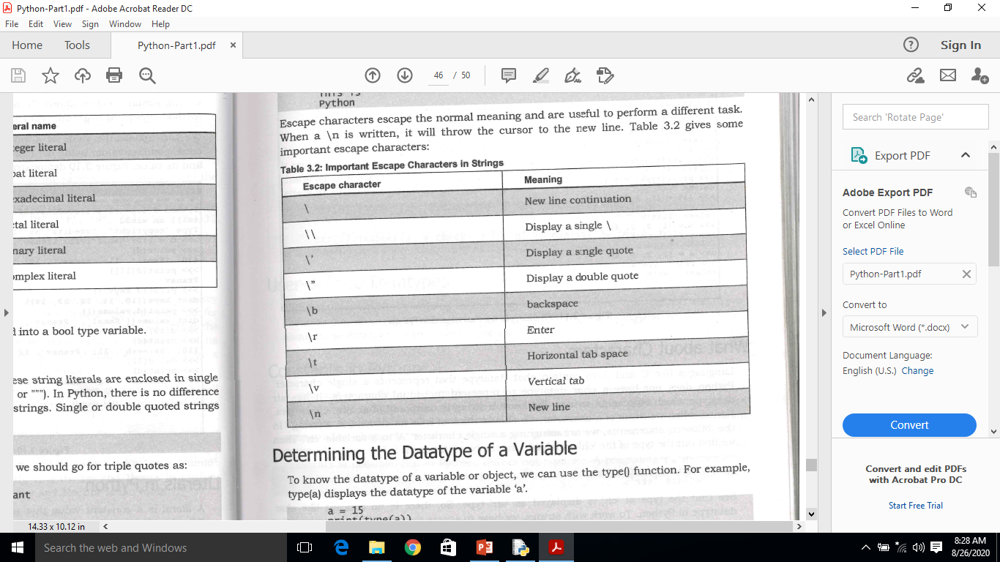 Python-Part1.pdf - Adobe Acrobat Reader DC
File Edit View Sign Window Help
Home Tools Python-Part1.pdf × Sign In
46 / 50
eral name
teger literal
oat literal
exadecimal literal
ctal literal
nary literal
omplex literal
d into a bool type variable.
ese string literals are enclosed in single
or """). In Python, there is no difference
strings. Single or double quoted strings
we should go for triple quotes as:
ant
This is
Python
Escape characters escape the normal meaning and are useful to perform a different task.
When a \n is written, it will throw the cursor to the new line. Table 3.2 gives some
important escape characters:
Table 3.2: Important Escape Characters in Strings
Escape character Meaning
\ New line continuation
\\ Display a single \
\’ Display a single quote
\” Display a double quote
\b backspace
\r Enter
\t Horizontal tab space
\v Vertical tab
\n New line
Determining the Datatype of a Variable
To know the datatype of a variable or object, we can use the type() function. For example,
type(a) displays the datatype of the variable ‘a’.
a = 15
print(type(a))
14.33 x 10.12 in
Search 'Rotate Page'
Export PDF
Adobe Export PDF
Convert PDF Files to Word
or Excel Online
Select PDF File
Python-Part1.pdf
Convert to
Microsoft Word (*.docx)
Document Language:
English (U.S.) Change
Convert
Convert and edit PDFs
with Acrobat Pro DC
Start Free Trial
Search the web and Windows
8:28 AM
8/26/2020